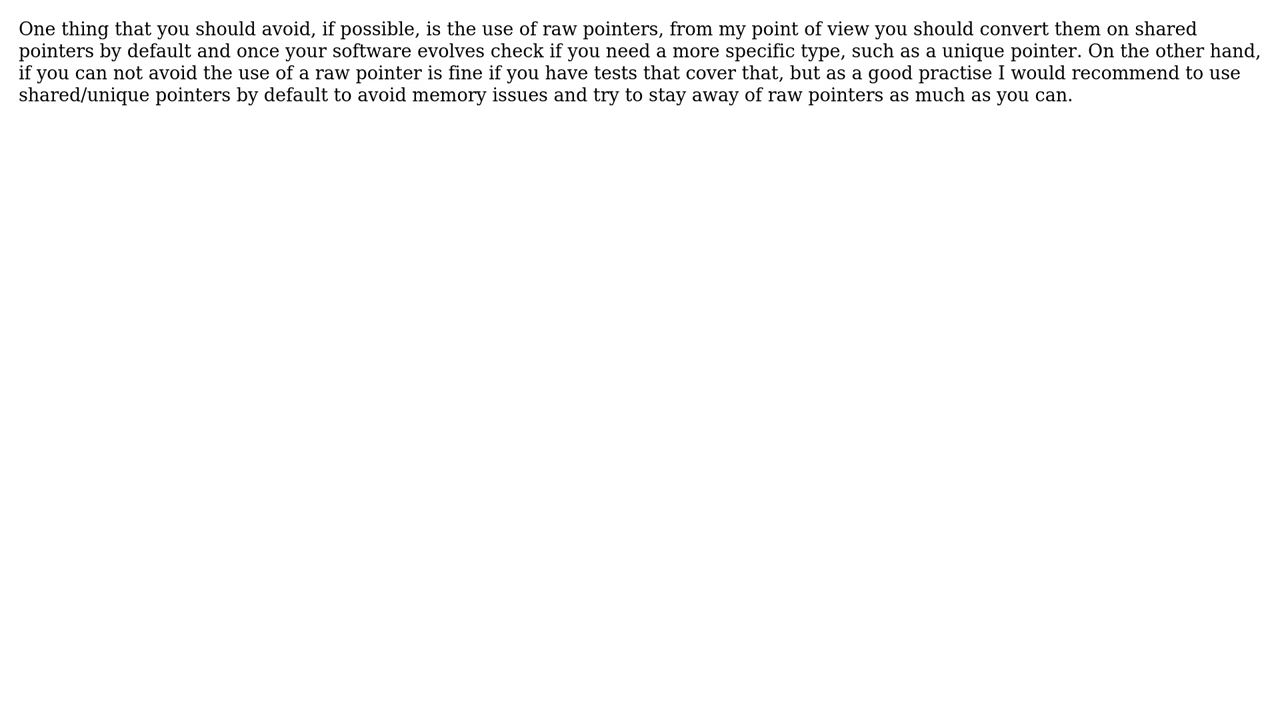 One thing that you should avoid, if possible, is the use of raw pointers, from my point of view you should convert them on shared
pointers by default and once your software evolves check if you need a more specific type, such as a unique pointer. On the other hand,
if you can not avoid the use of a raw pointer is fine if you have tests that cover that, but as a good practise I would recommend to use
shared/unique pointers by default to avoid memory issues and try to stay away of raw pointers as much as you can.